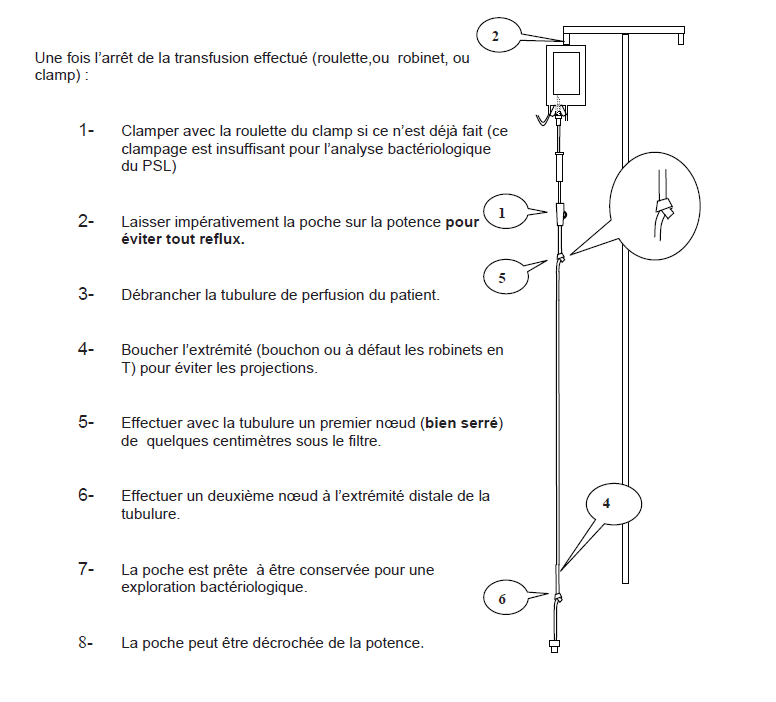 Une fois l’arrêt de la transfusion effectué (roulette,ou  robinet, ou
clamp) :
1- Clamper avec la roulette du clamp si ce n’est déjà fait (ce
clampage est insuffisant pour l’analyse bactériologique
du PSL)
2- Laisser impérativement la poche sur la potence pour
éviter tout reflux.
3- Débrancher la tubulure de perfusion du patient.
4- Boucher l’extrémité (bouchon ou à défaut les robinets en
T) pour éviter les projections.
5- Effectuer avec la tubulure un premier nœud (bien serré)
de  quelques centimètres sous le filtre.
6- Effectuer un deuxième nœud à l’extrémité distale de la
tubulure.
7- La poche est prête  à être conservée pour une
exploration bactériologique.
8- La poche peut être décrochée de la potence.
2
1
5
4
6